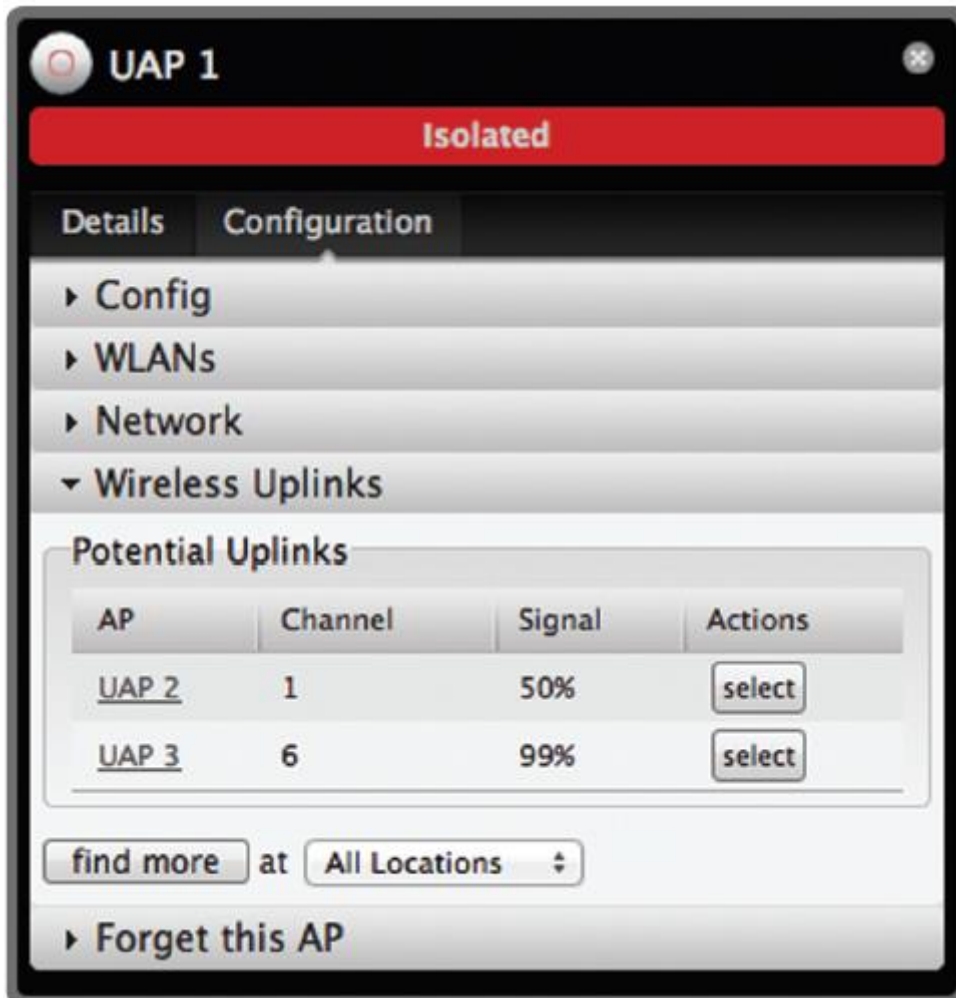 UAP 1
Isolated
Details Configuration
Config
WLANs
Network
Wireless Uplinks
Potential Uplinks
AP Channel Signal Actions
UAP 2 1 50% select
UAP 3 6 99% select
find more at All Locations
Forget this AP